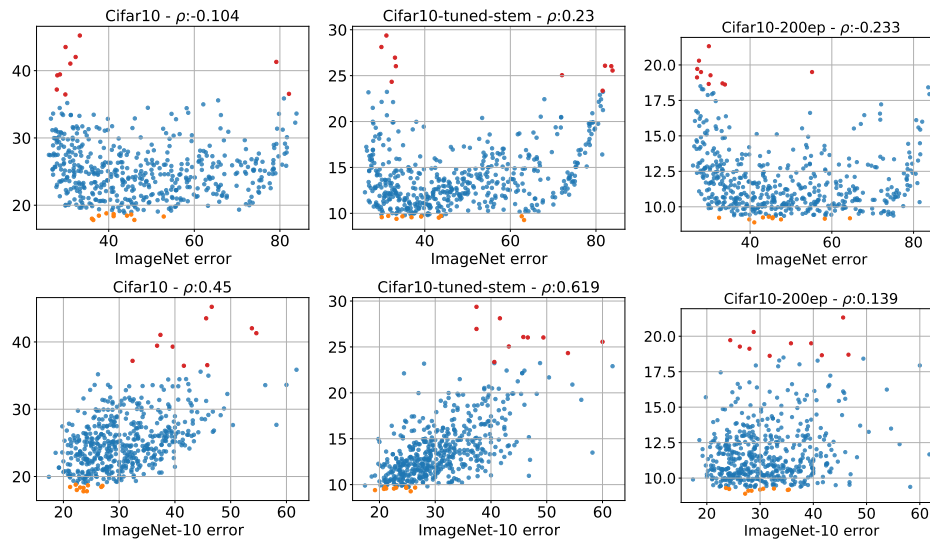 Cifar10 - ρ:-0.104
40
30
20
40 60 80
ImageNet error
Cifar10-tuned-stem - ρ:0.23
30
25
20
15
10
40 60 80
ImageNet error
Cifar10-200ep - ρ:-0.233
20.0
17.5
15.0
12.5
10.0
40 60 80
ImageNet error
Cifar10 - ρ:0.45
40
30
20
20 30 40 50 60
ImageNet-10 error
Cifar10-tuned-stem - ρ:0.619
30
25
20
15
10
20 30 40 50 60
ImageNet-10 error
Cifar10-200ep - ρ:0.139
20.0
17.5
15.0
12.5
10.0
20 30 40 50 60
ImageNet-10 error